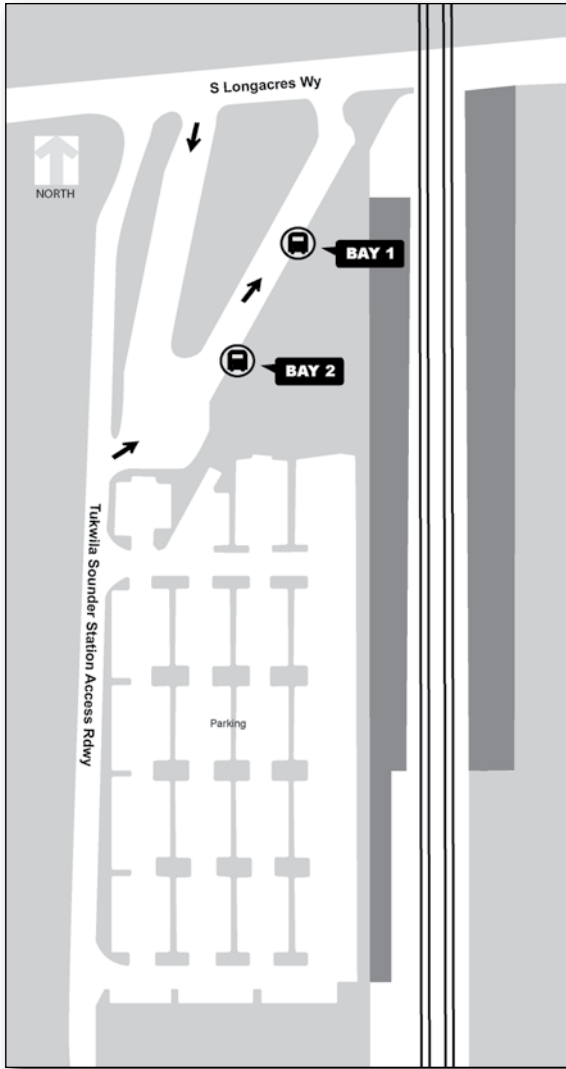 S Longacres Wy
NORTH
BAY 1
BAY 2
Tukwila Sounder Station Access Rdwy
Parking